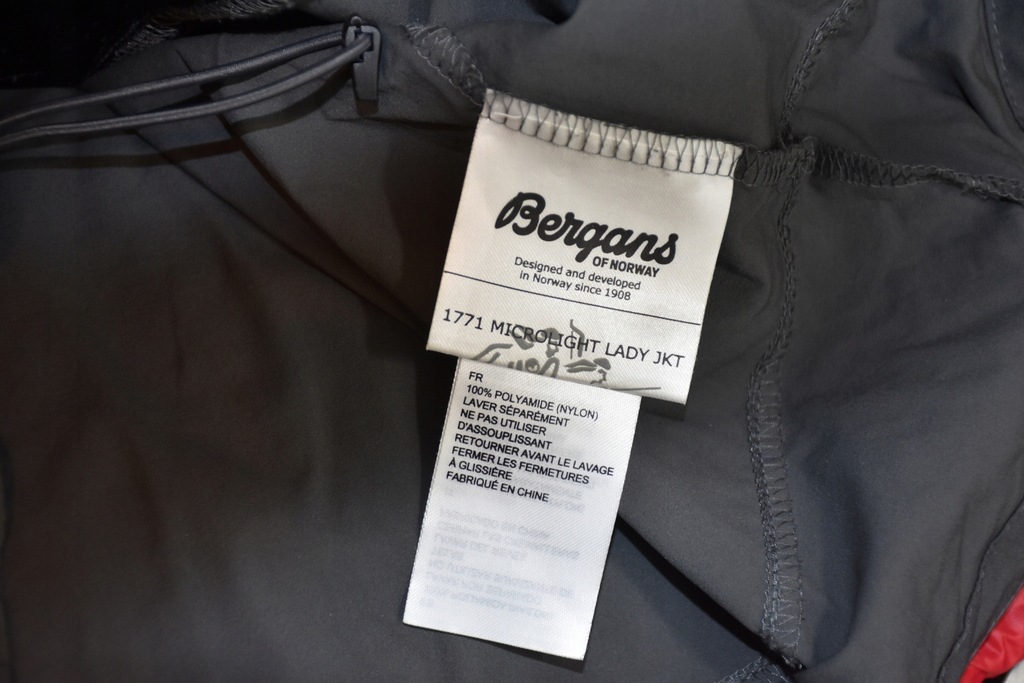 Bergans
OF NORWAY
Designed and developed
in Norway since 1908
1771 MICROLIGHT LADY JKT
FR
100% POLYAMIDE (NYLON)
LAVER SÉPARÉMENT
NE PAS UTILISER
D'ASSOUPLISSANT
RETOURNER AVANT LE LAVAGE
FERMER LES FERMETURES
À GLISSIÈRE
FABRIQUÉ EN CHINE